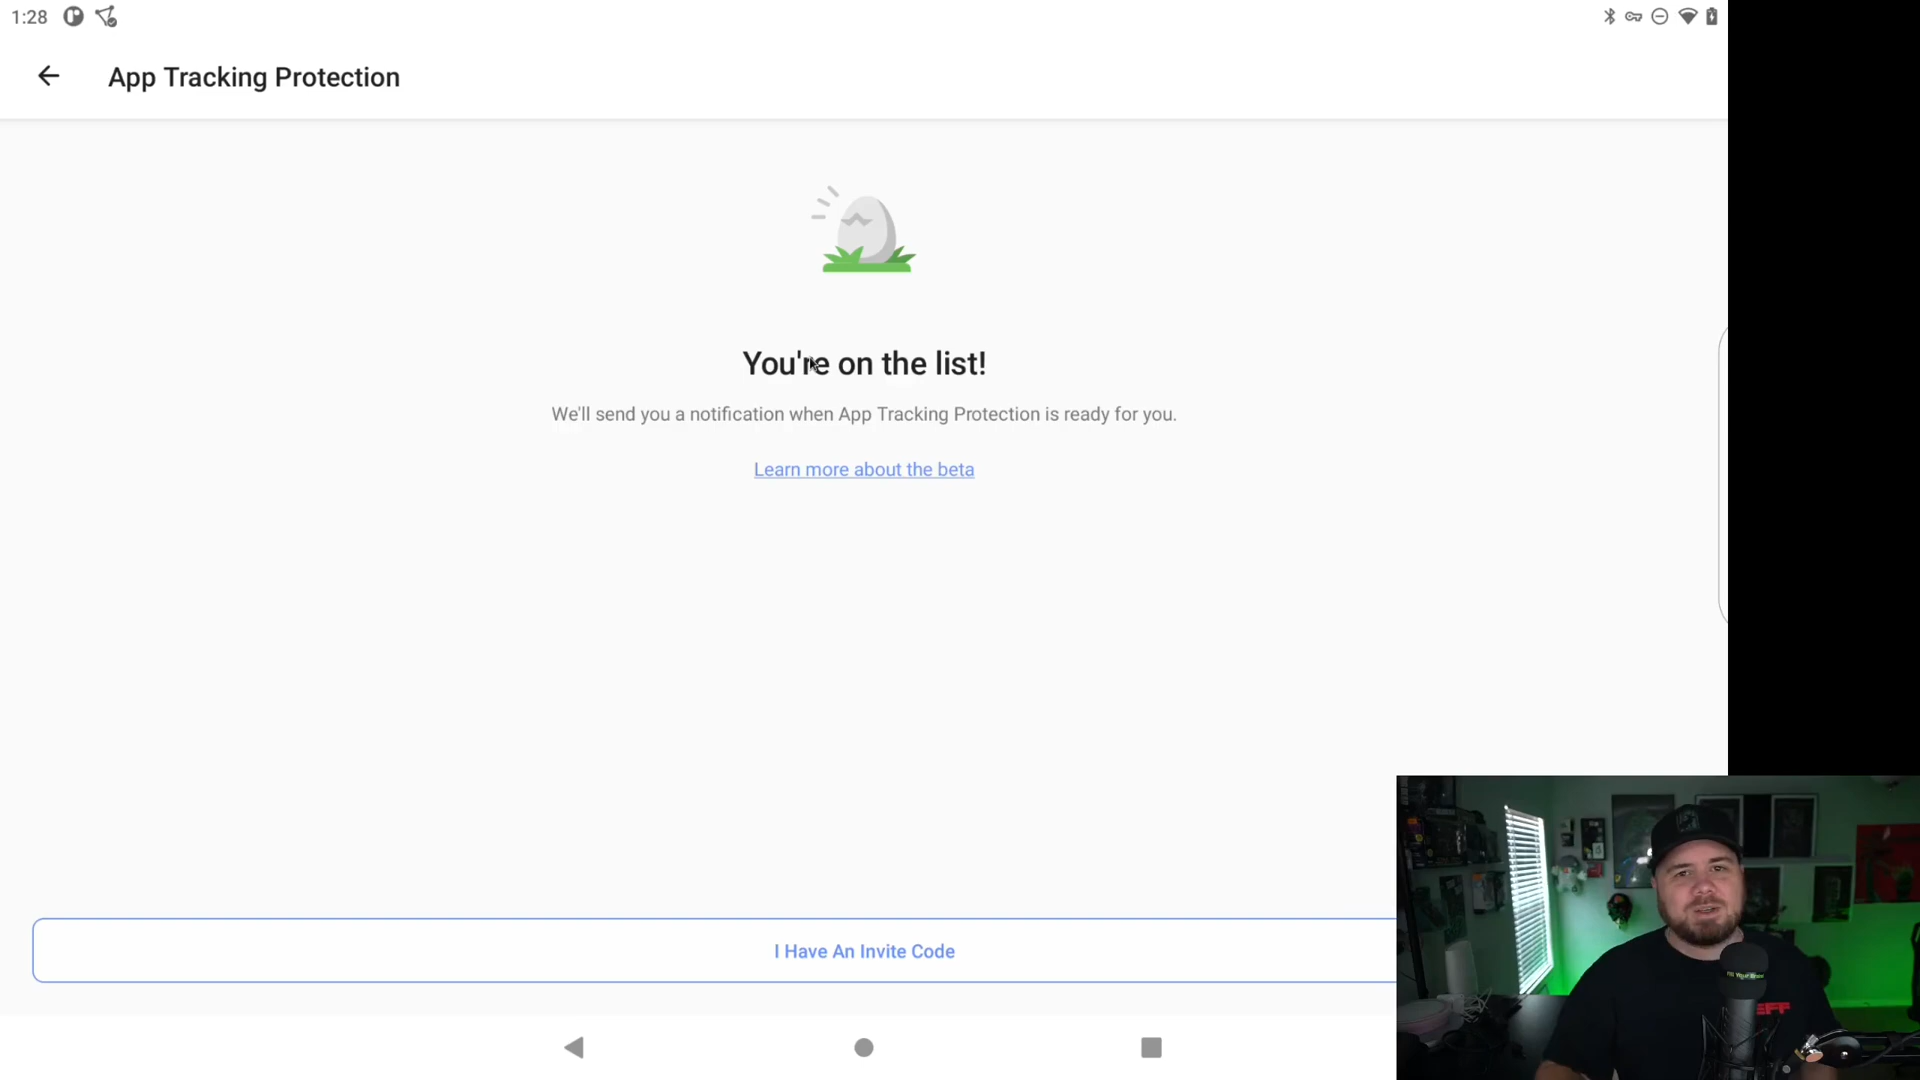 1:28
App Tracking Protection
You're on the list!
We'll send you a notification when App Tracking Protection is ready for you.
Learn more about the beta
I Have An Invite Code